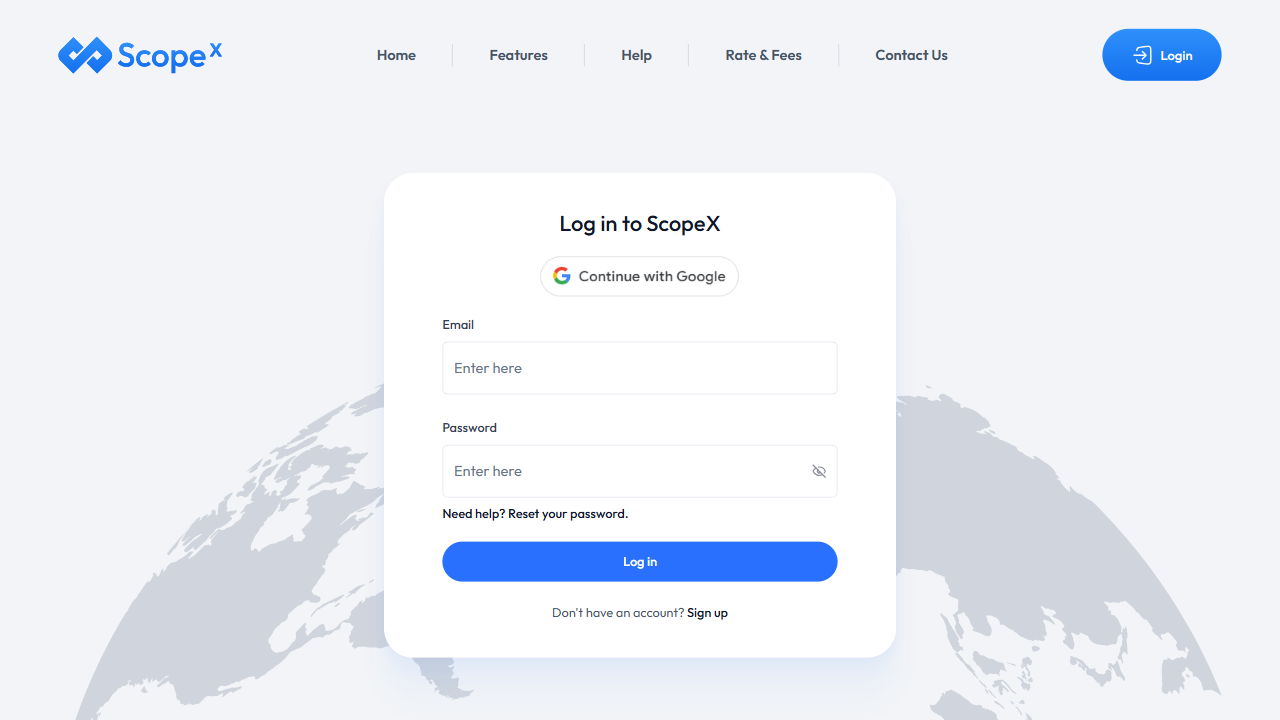 ScopeX
Home
Features
Help
Rate & Fees
Contact Us
Login
Log in to ScopeX
Continue with Google
Email
Enter here
Password
Enter here
Need help? Reset your password.
Log in
Don't have an account? Sign up